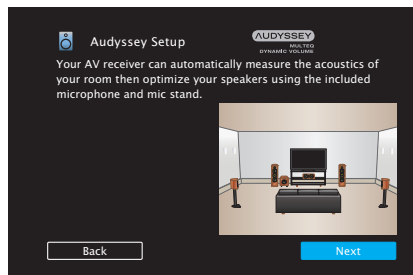 Audyssey Setup
AUDYSSEY
MULTEQ
DYNAMIC VOLUME
Your AV receiver can automatically measure the acoustics of
your room then optimize your speakers using the included
microphone and mic stand.
Back
Next